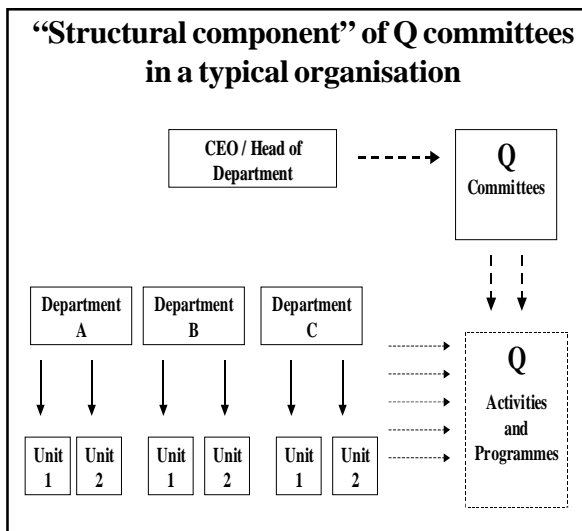 “Structural component” of Q committees
in a typical organisation
CEO / Head of
Department
Q
Committees
Department
A
Department
B
Department
C
Q
Activities
and
Programmes
Unit
1
Unit
2
Unit
1
Unit
2
Unit
1
Unit
2